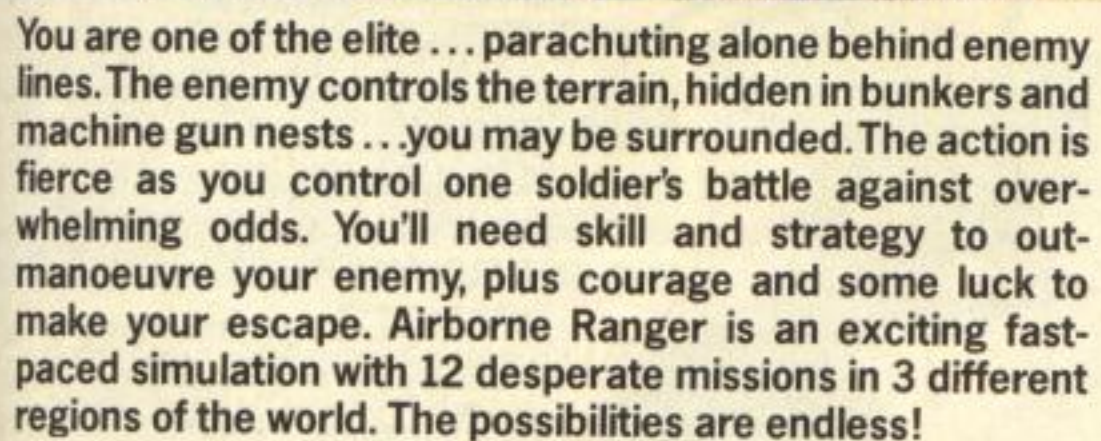 You are one of the elite ... parachuting alone behind enemy
lines. The enemy controls the terrain, hidden in bunkers and
machine gun nests ... you may be surrounded. The action is
fierce as you control one soldier's battle against over-
whelming odds. You'll need skill and strategy to out-
manoeuvre your enemy, plus courage and some luck to
make your escape. Airborne Ranger is an exciting fast-
paced simulation with 12 desperate missions in 3 different
regions of the world. The possibilities are endless!